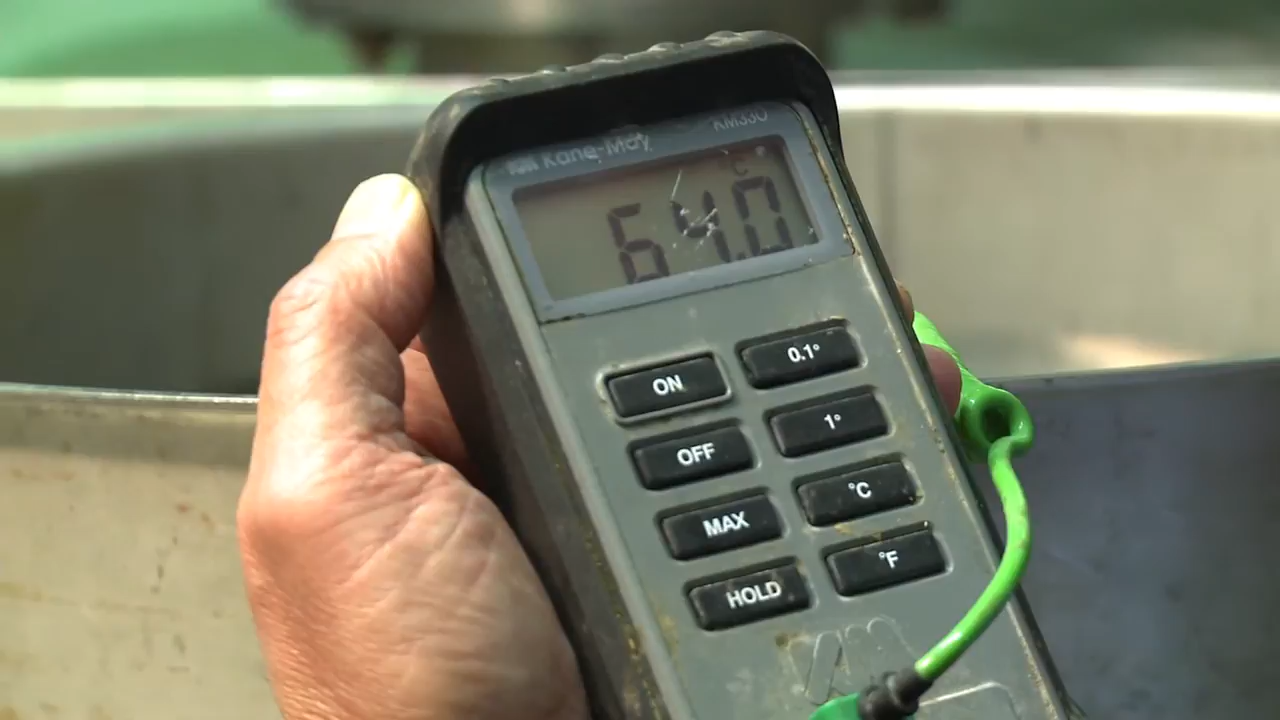 Kane-May KM330
°C
64.0
ON 0.1°
OFF 1°
MAX °C
HOLD °F